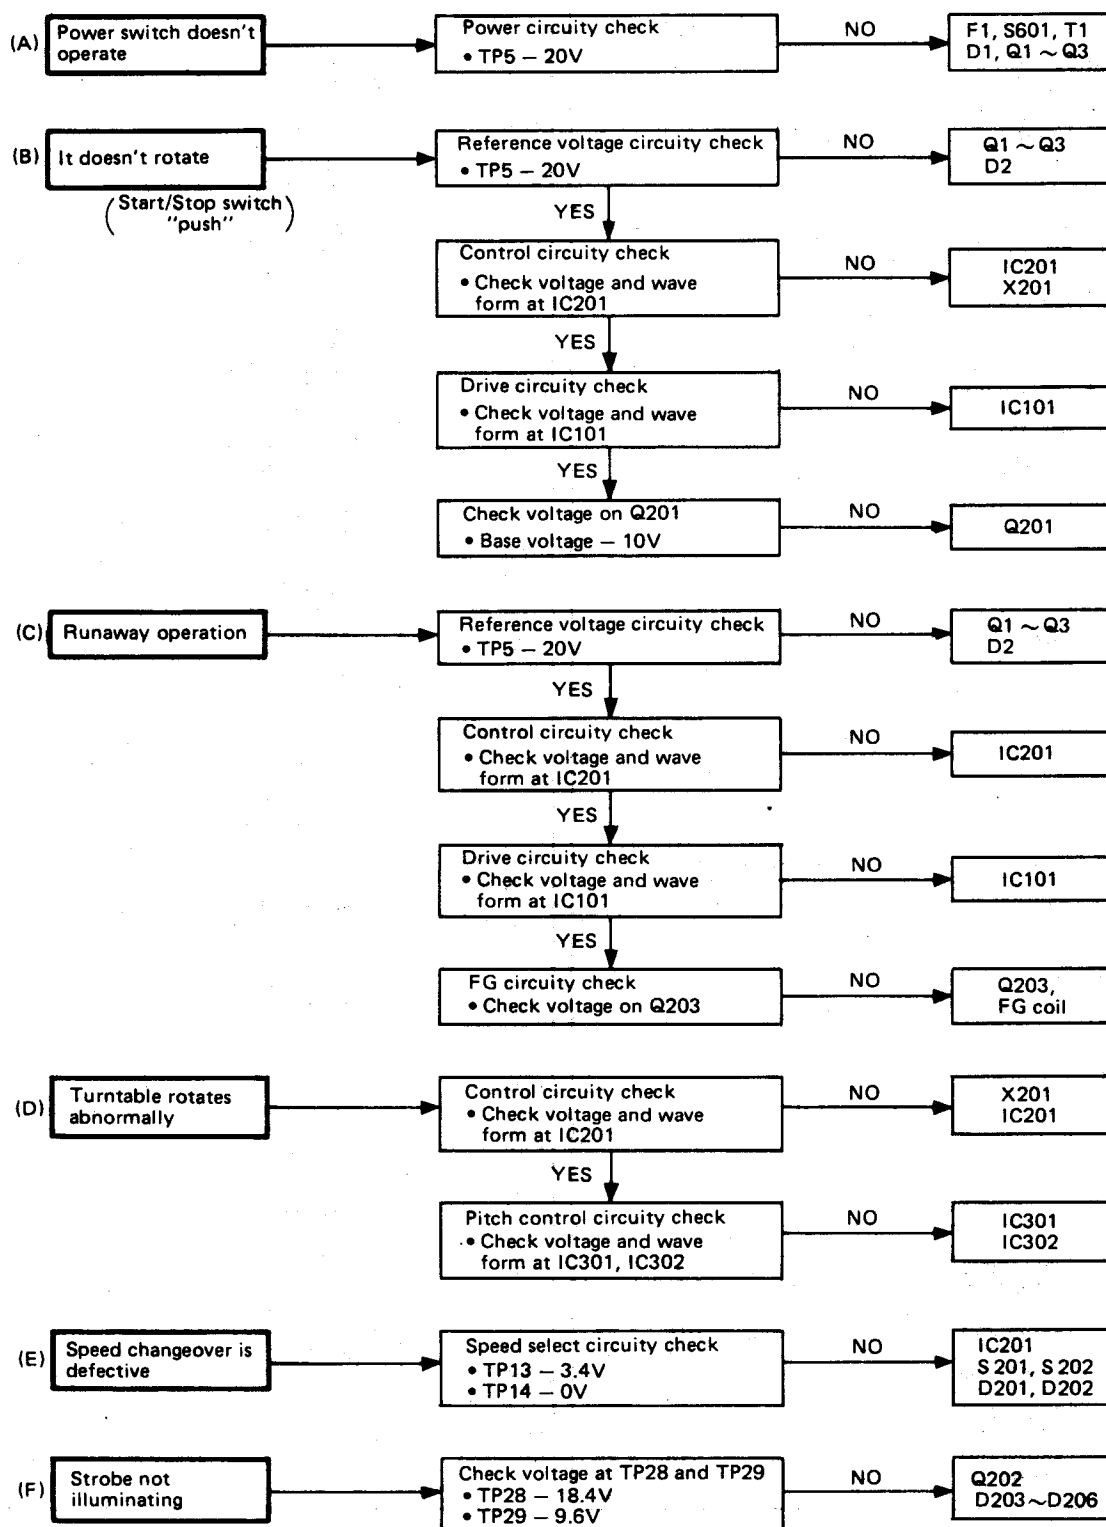 (A) Power switch doesn't
operate
Power circuity check
• TP5 – 20V
NO
F1, S601, T1
D1, Q1 ~ Q3
(B) It doesn't rotate
(Start/Stop switch
"push")
Reference voltage circuity check
• TP5 – 20V
NO
Q1 ~ Q3
D2
YES
Control circuity check
• Check voltage and wave
form at IC201
NO
IC201
X201
YES
Drive circuity check
• Check voltage and wave
form at IC101
NO
IC101
YES
Check voltage on Q201
• Base voltage – 10V
NO
Q201
(C) Runaway operation
Reference voltage circuity check
• TP5 – 20V
NO
Q1 ~ Q3
D2
YES
Control circuity check
• Check voltage and wave
form at IC201
NO
IC201
YES
Drive circuity check
• Check voltage and wave
form at IC101
NO
IC101
YES
FG circuity check
• Check voltage on Q203
NO
Q203,
FG coil
(D) Turntable rotates
abnormally
Control circuity check
• Check voltage and wave
form at IC201
NO
X201
IC201
YES
Pitch control circuity check
• Check voltage and wave
form at IC301, IC302
NO
IC301
IC302
(E) Speed changeover is
defective
Speed select circuity check
• TP13 – 3.4V
• TP14 – 0V
NO
IC201
S201, S202
D201, D202
(F) Strobe not
illuminating
Check voltage at TP28 and TP29
• TP28 – 18.4V
• TP29 – 9.6V
NO
Q202
D203~D206